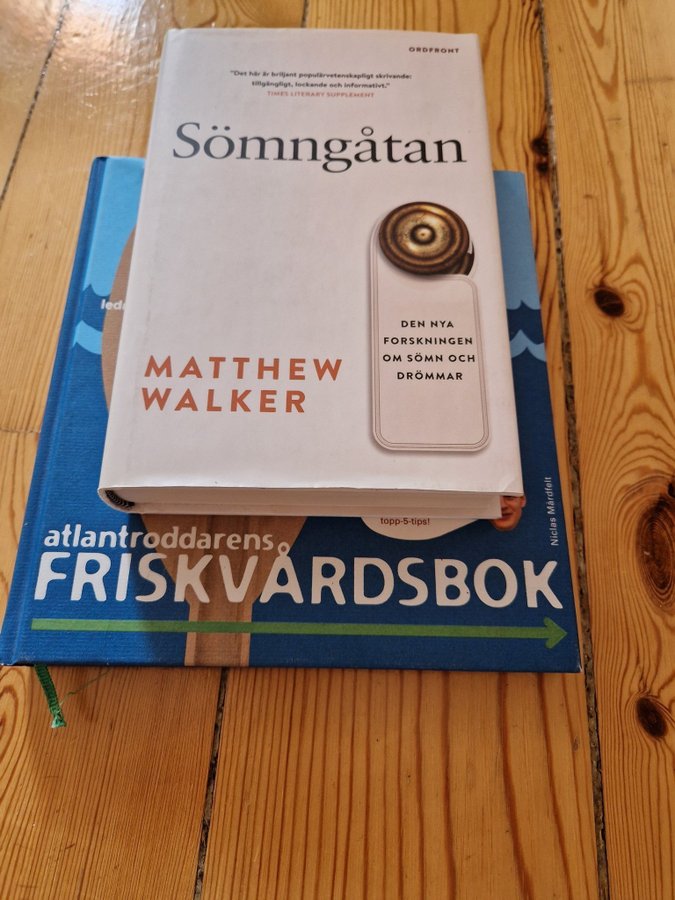 ORDFRONT
"Det här är briljant populärvetenskapligt skrivande:
tillgängligt, lockande och informativt."
TIMES LITERARY SUPPLEMENT
Sömngåtan
DEN NYA
FORSKNINGEN
OM SÖMN OCH
DRÖMMAR
MATTHEW
WALKER
topp-5-tips!
Niclas Mårdfelt
atlantroddarens
FRISKVÅRDSBOK